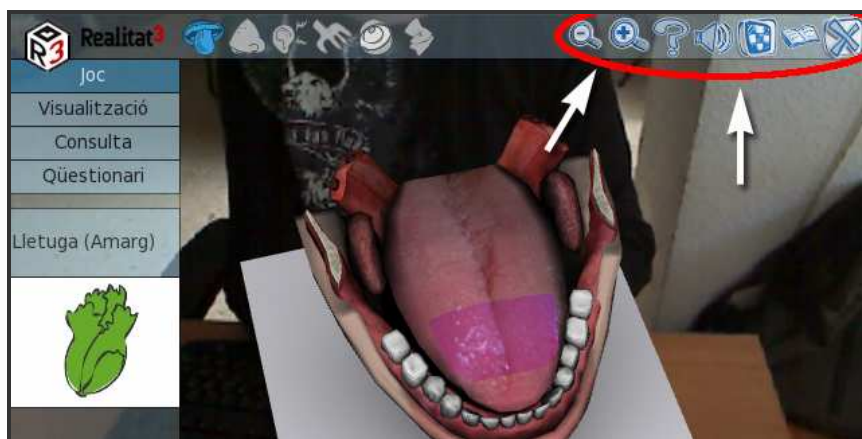 R3
Realitat3
Joc
Visualització
Consulta
Qüestionari
Lletuga (Amarg)